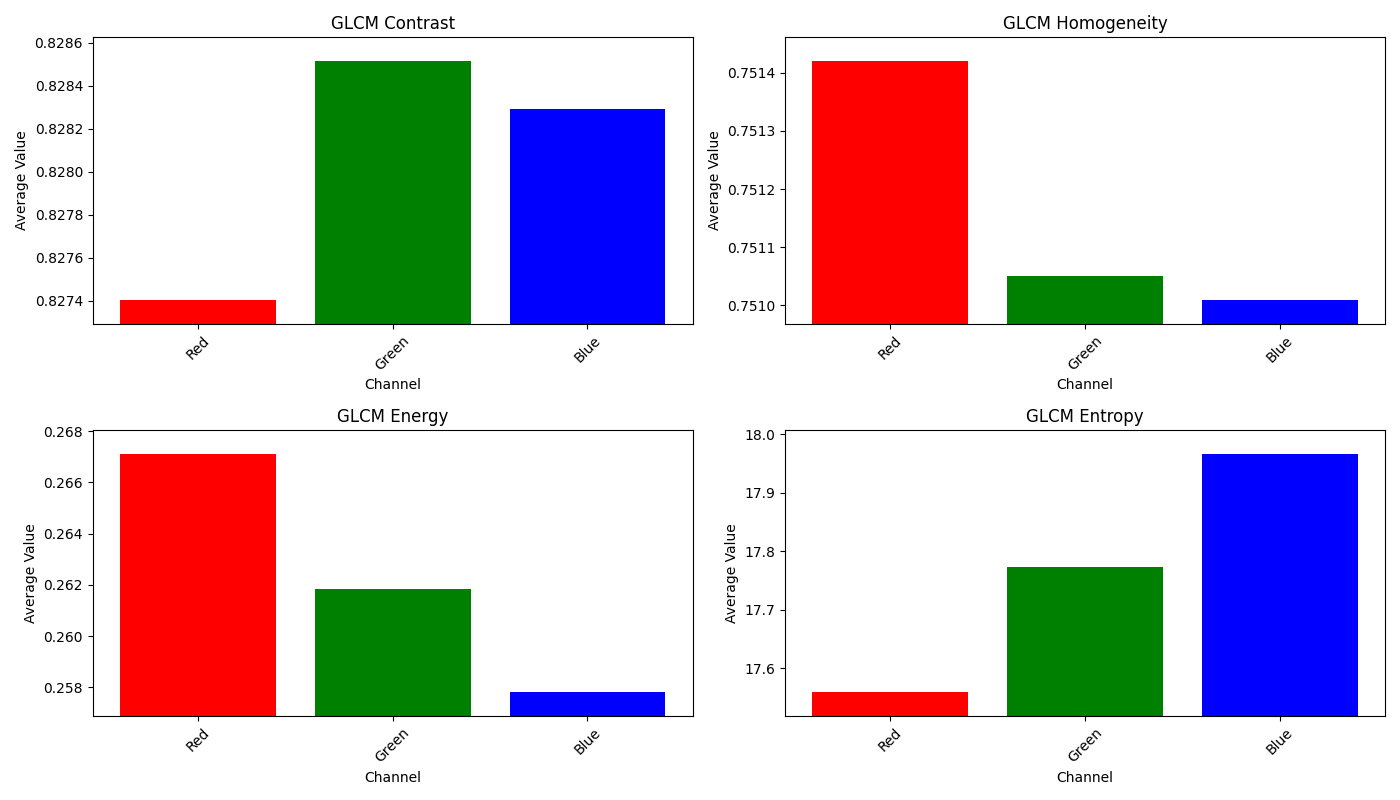 GLCM Contrast
0.8286
0.8284
0.8282
0.8280
0.8278
0.8276
0.8274
Average Value
Red
Green
Blue
Channel
GLCM Homogeneity
0.7514
0.7513
0.7512
0.7511
0.7510
Average Value
Red
Green
Blue
Channel
GLCM Energy
0.268
0.266
0.264
0.262
0.260
0.258
Average Value
Red
Green
Blue
Channel
GLCM Entropy
18.0
17.9
17.8
17.7
17.6
Average Value
Red
Green
Blue
Channel